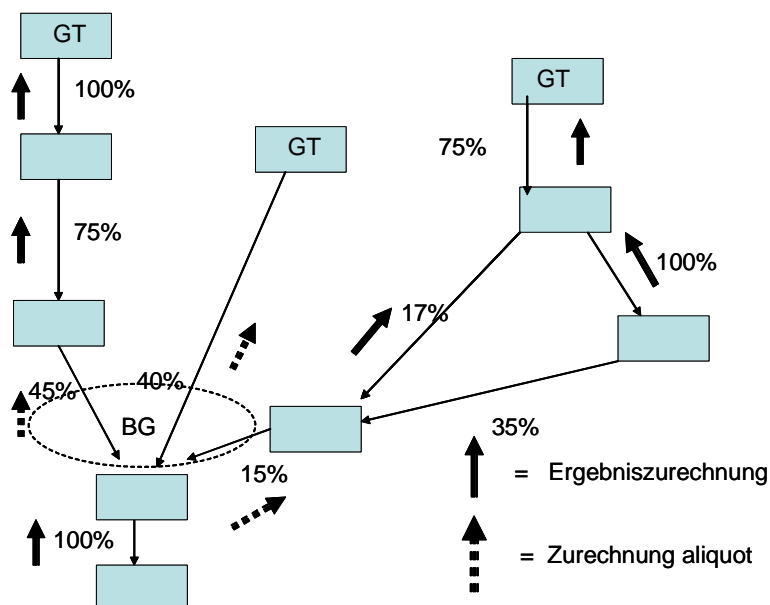 GT
100%
GT
GT
75%
75%
100%
17%
45%
40%
BG
35%
15%
= Ergebniszurechnung
100%
= Zurechnung aliquot